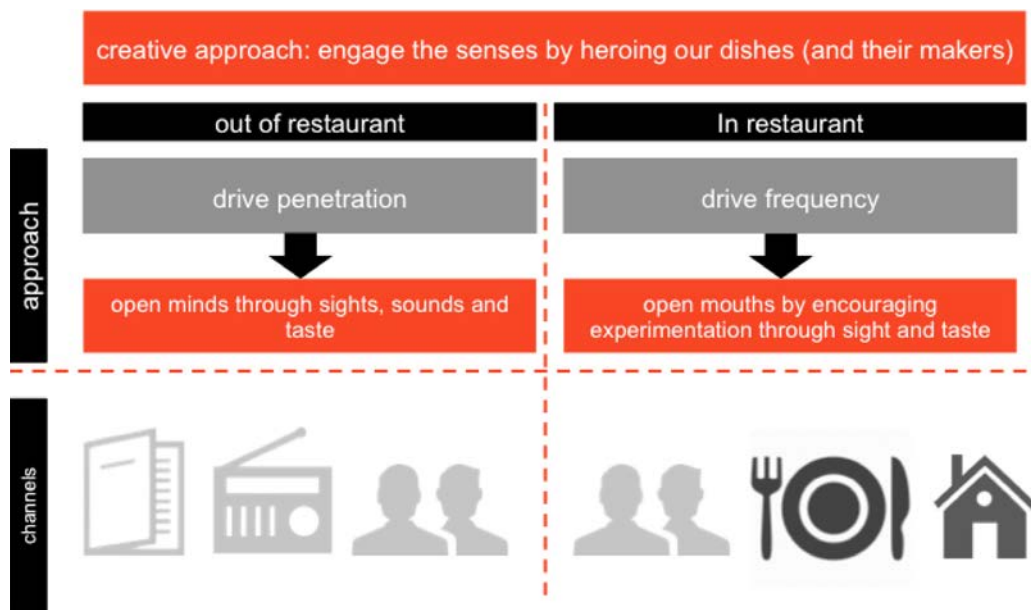 creative approach: engage the senses by heroing our dishes (and their makers)
out of restaurant
In restaurant
approach
drive penetration
drive frequency
open minds through sights, sounds and
taste
open mouths by encouraging
experimentation through sight and taste
channels